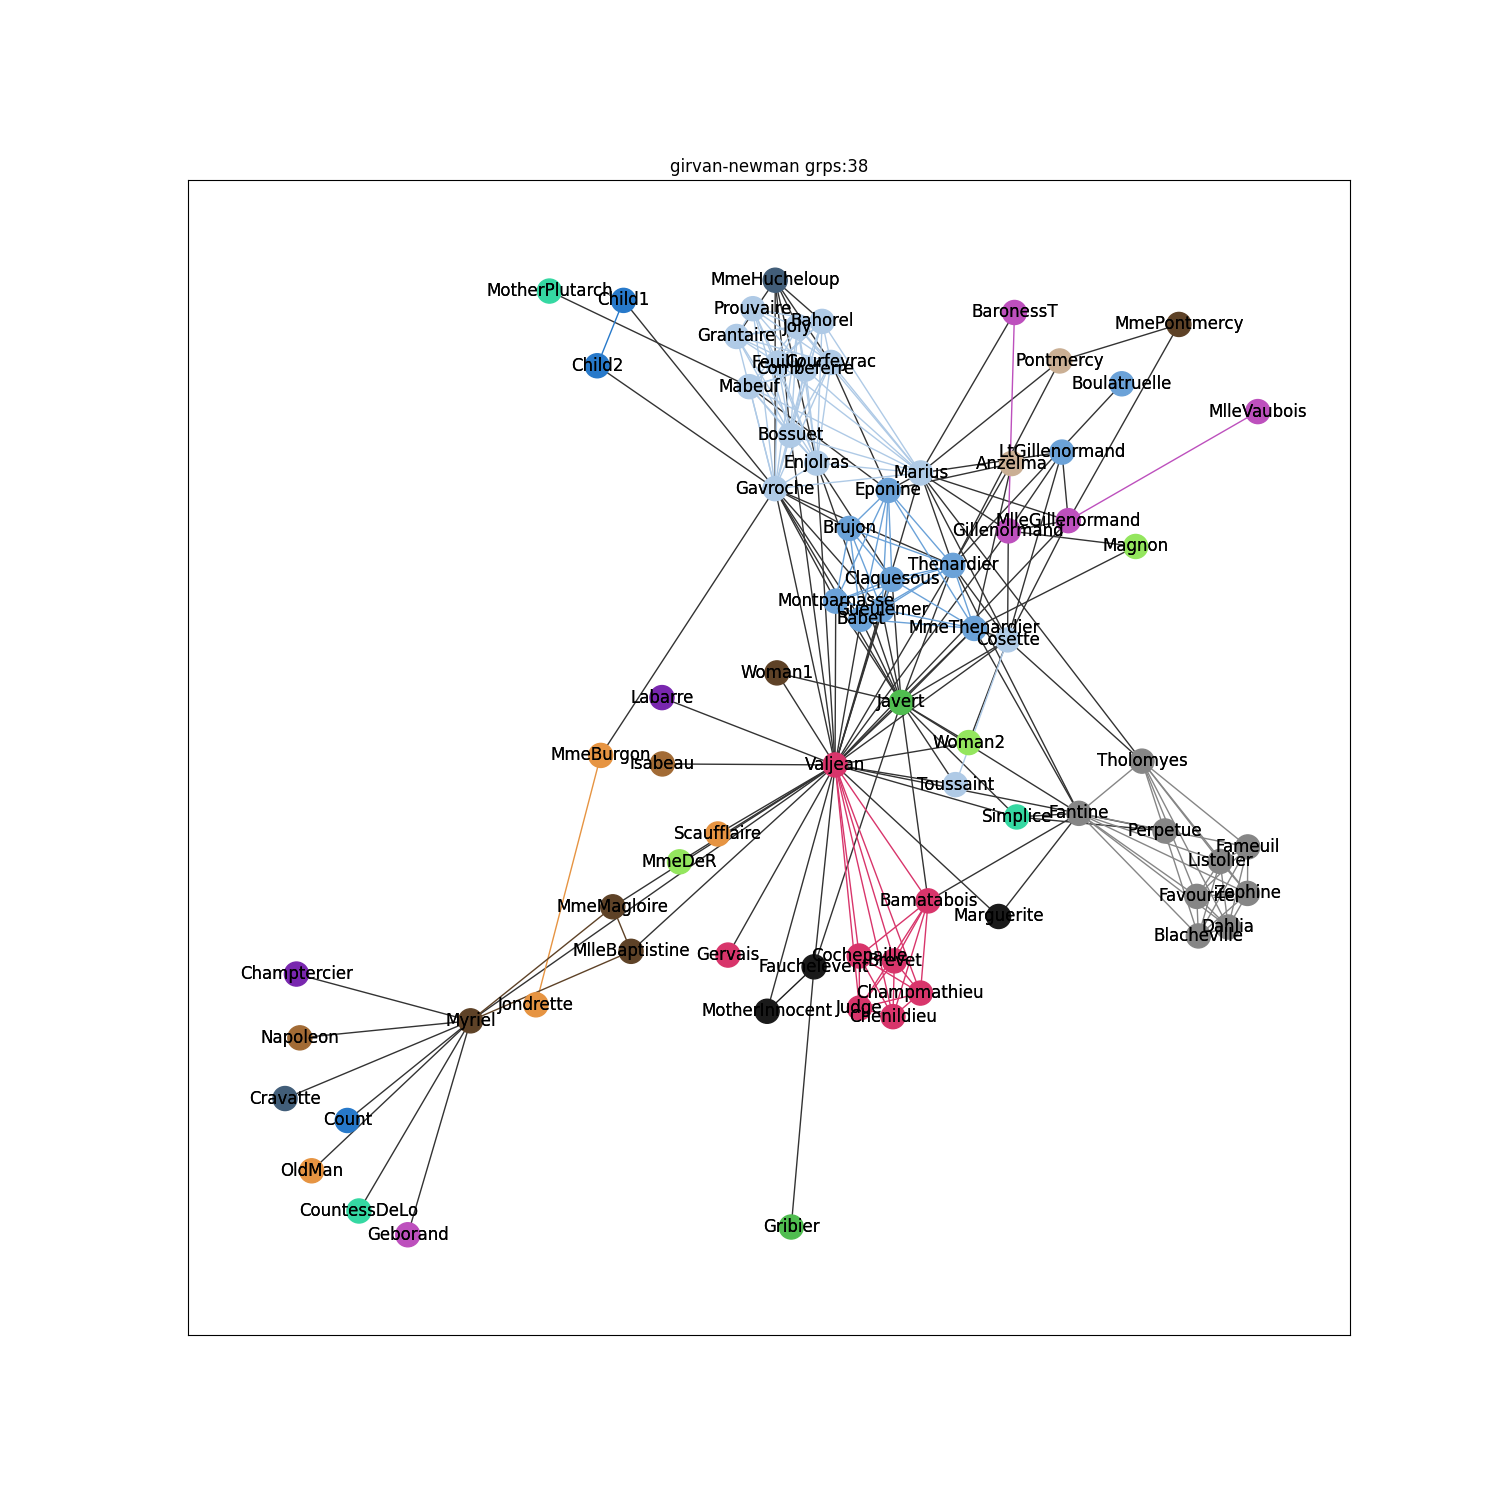 girvan-newman grps:38
MmeHucheloup
MotherPlutarch
Child1
Prouvaire
BaronessT
Bahorel
MmePontmercy
Joly
Grantaire
Pontmercy
Feuilly
Courfeyrac
Child2
Combeferre
Boulatruelle
Mabeuf
MlleVaubois
Bossuet
LtGillenormand
Enjolras
Anzelma
Marius
Gavroche
Eponine
MlleGillenormand
Brujon
Gillenormand
Magnon
Thenardier
Claquesous
Montparnasse
Gueulemer
Babet
MmeThenardier
Cosette
Woman1
Labarre
Javert
Woman2
MmeBurgon
Isabeau
Valjean
Tholomyes
Toussaint
Simplice
Fantine
Perpetue
Scaufflaire
Fameuil
MmeDeR
Listolier
Favourite
Zephine
Bamatabois
MmeMagloire
Marguerite
Dahlia
Blacheville
MlleBaptistine
Gervais
Cochepaille
Brevet
Fauchelevent
Champtercier
Champmathieu
Jondrette
Judge
MotherInnocent
Chenildieu
Myriel
Napoleon
Cravatte
Count
OldMan
CountessDeLo
Gribier
Geborand